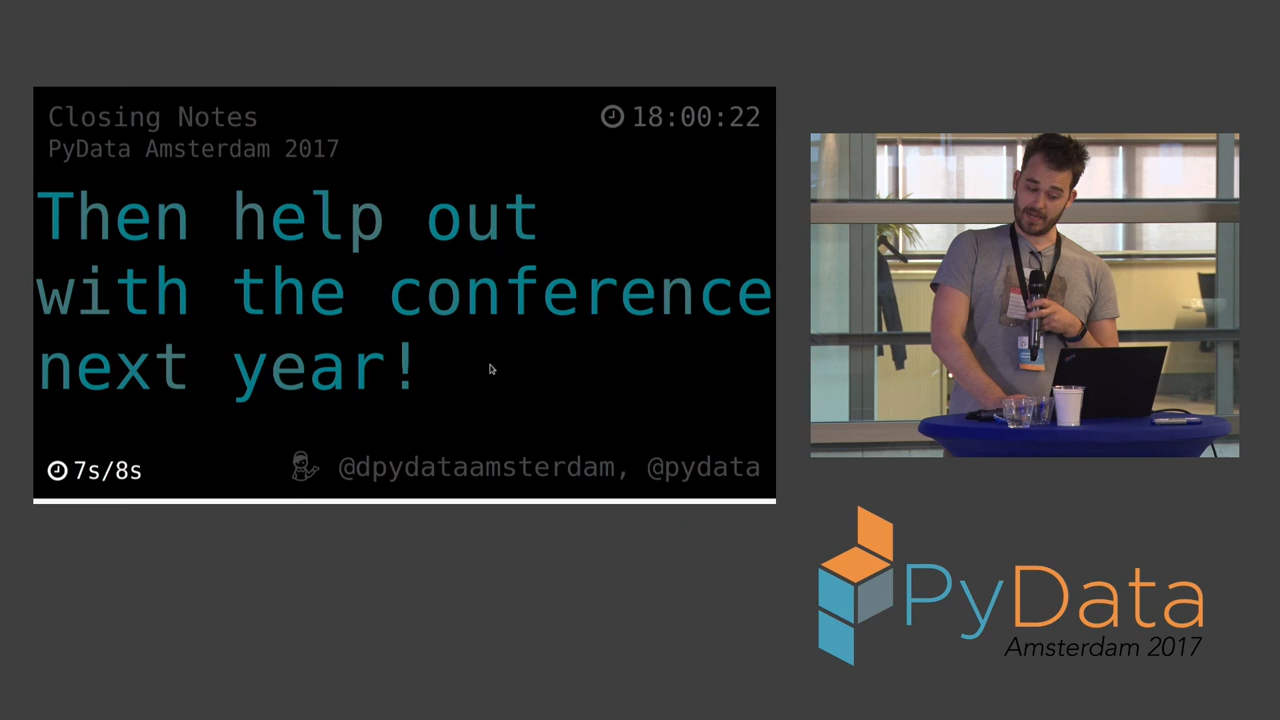 Closing Notes
18:00:22
PyData Amsterdam 2017
Then help out
with the conference
next year!
7s/8s
@dpydataamsterdam, @pydata
PyData
Amsterdam 2017